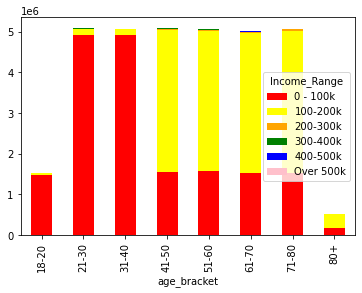 1e6
5
4
3
2
1
0
Income_Range
0 - 100k
100-200k
200-300k
300-400k
400-500k
Over 500k
18-20
21-30
31-40
41-50
51-60
61-70
71-80
80+
age_bracket